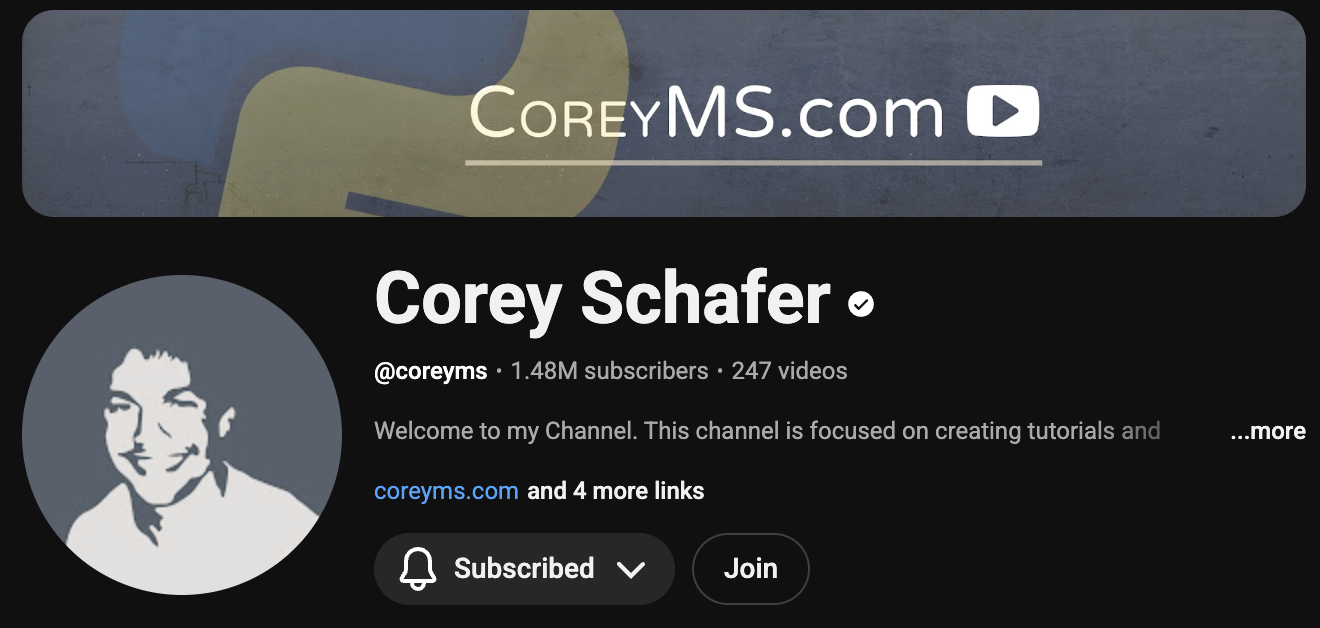 CoreyMS.com
Corey Schafer
@coreyms • 1.48M subscribers • 247 videos
Welcome to my Channel. This channel is focused on creating tutorials and ...more
coreyms.com and 4 more links
Subscribed Join